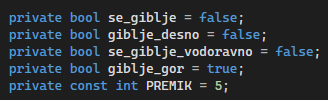 private bool se_giblje = false;
private bool giblje_desno = false;
private bool se_giblje_vodoravno = false;
private bool giblje_gor = true;
private const int PREMIK = 5;